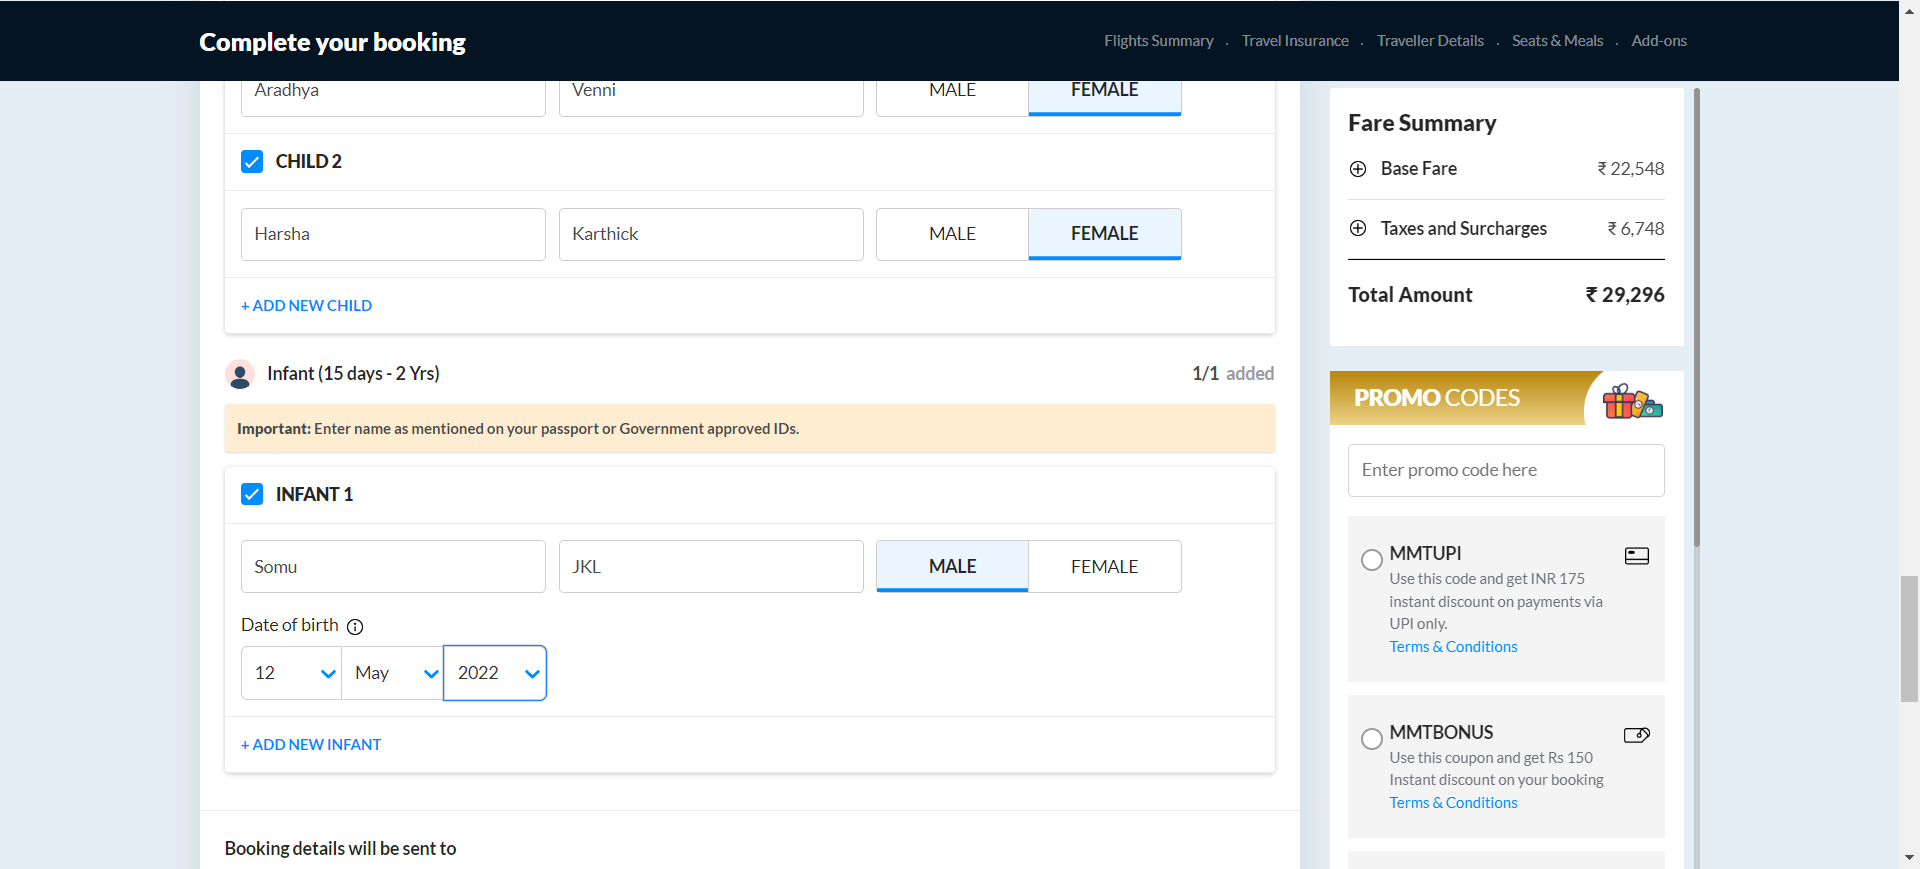 Complete your booking
Flights Summary . Travel Insurance . Traveller Details . Seats & Meals . Add-ons
Aradhya
Venni
MALE
FEMALE
CHILD 2
Harsha
Karthick
MALE
FEMALE
+ ADD NEW CHILD
Infant (15 days - 2 Yrs)
1/1 added
Important: Enter name as mentioned on your passport or Government approved IDs.
INFANT 1
Somu
JKL
MALE
FEMALE
Date of birth
12
May
2022
+ ADD NEW INFANT
Booking details will be sent to
Fare Summary
Base Fare ₹ 22,548
Taxes and Surcharges ₹ 6,748
Total Amount ₹ 29,296
PROMO CODES
Enter promo code here
MMTUPI
Use this code and get INR 175
instant discount on payments via
UPI only.
Terms & Conditions
MMTBONUS
Use this coupon and get Rs 150
Instant discount on your booking
Terms & Conditions